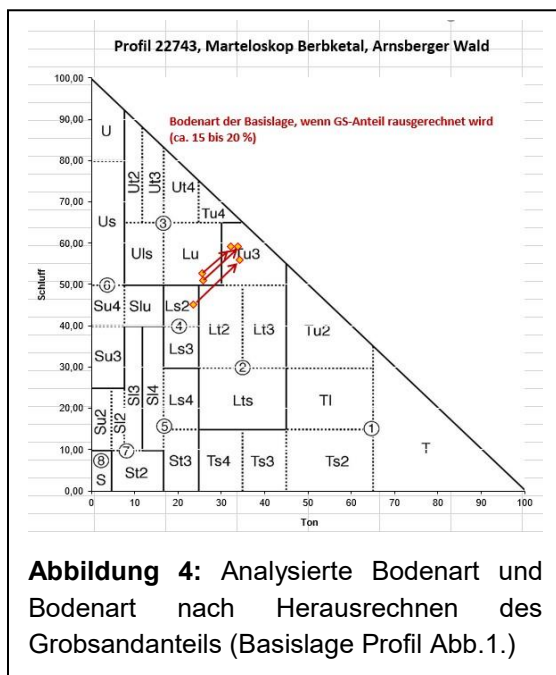 Profil 22743, Marteloskop Berbketal, Arnsberger Wald
Bodenart der Basislage, wenn GS-Anteil rausgerechnet wird
(ca. 15 bis 20 %)
Schluff
100,00
90,00
80,00
70,00
60,00
50,00
40,00
30,00
20,00
10,00
0,00
U
Ut2
Ut3
Ut4
Tu4
Us
Uls
3
Lu
Tu3
6
Su4
Slu
Ls2
4
Su3
Ls3
Lt2
Lt3
Tu2
2
Sl3
Sl4
Ls4
Lts
Tl
Su2
Sl2
5
1
T
7
8
S
St2
St3
Ts4
Ts3
Ts2
0 10 20 30 40 50 60 70 80 90 100
Ton
Abbildung 4: Analysierte Bodenart und
Bodenart nach Herausrechnen des
Grobsandanteils (Basislage Profil Abb.1.)